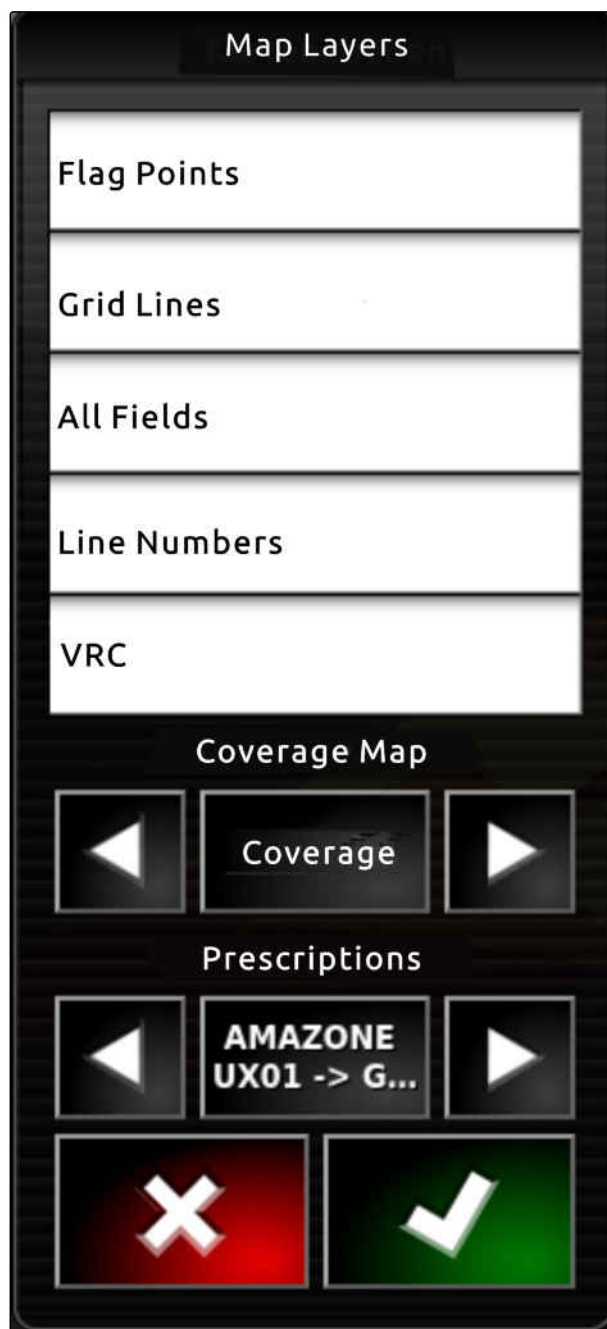 Map Layers
Flag Points
Grid Lines
All Fields
Line Numbers
VRC
Coverage Map
Coverage
Prescriptions
AMAZONE
UX01 -> G...